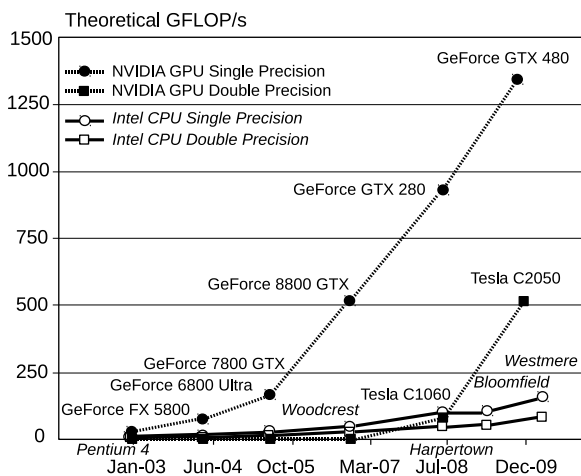 Theoretical GFLOP/s
1500
GeForce GTX 480
NVIDIA GPU Single Precision
NVIDIA GPU Double Precision
1250
Intel CPU Single Precision
Intel CPU Double Precision
1000
GeForce GTX 280
750
GeForce 8800 GTX
Tesla C2050
500
GeForce 7800 GTX
Westmere
250
GeForce 6800 Ultra
Bloomfield
Tesla C1060
GeForce FX 5800
Woodcrest
0
Pentium 4
Harpertown
Jan-03 Jun-04 Oct-05 Mar-07 Jul-08 Dec-09